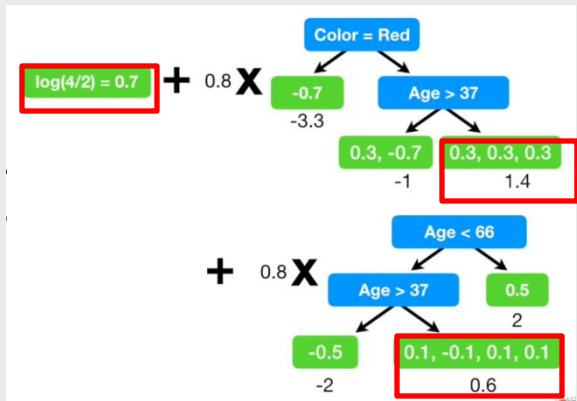 Color = Red
log(4/2) = 0.7 + 0.8 X -0.7 Age > 37
-3.3
0.3, -0.7 0.3, 0.3, 0.3
-1 1.4
Age < 66
+ 0.8 X Age > 37 0.5
2
-0.5 0.1, -0.1, 0.1, 0.1
-2 0.6